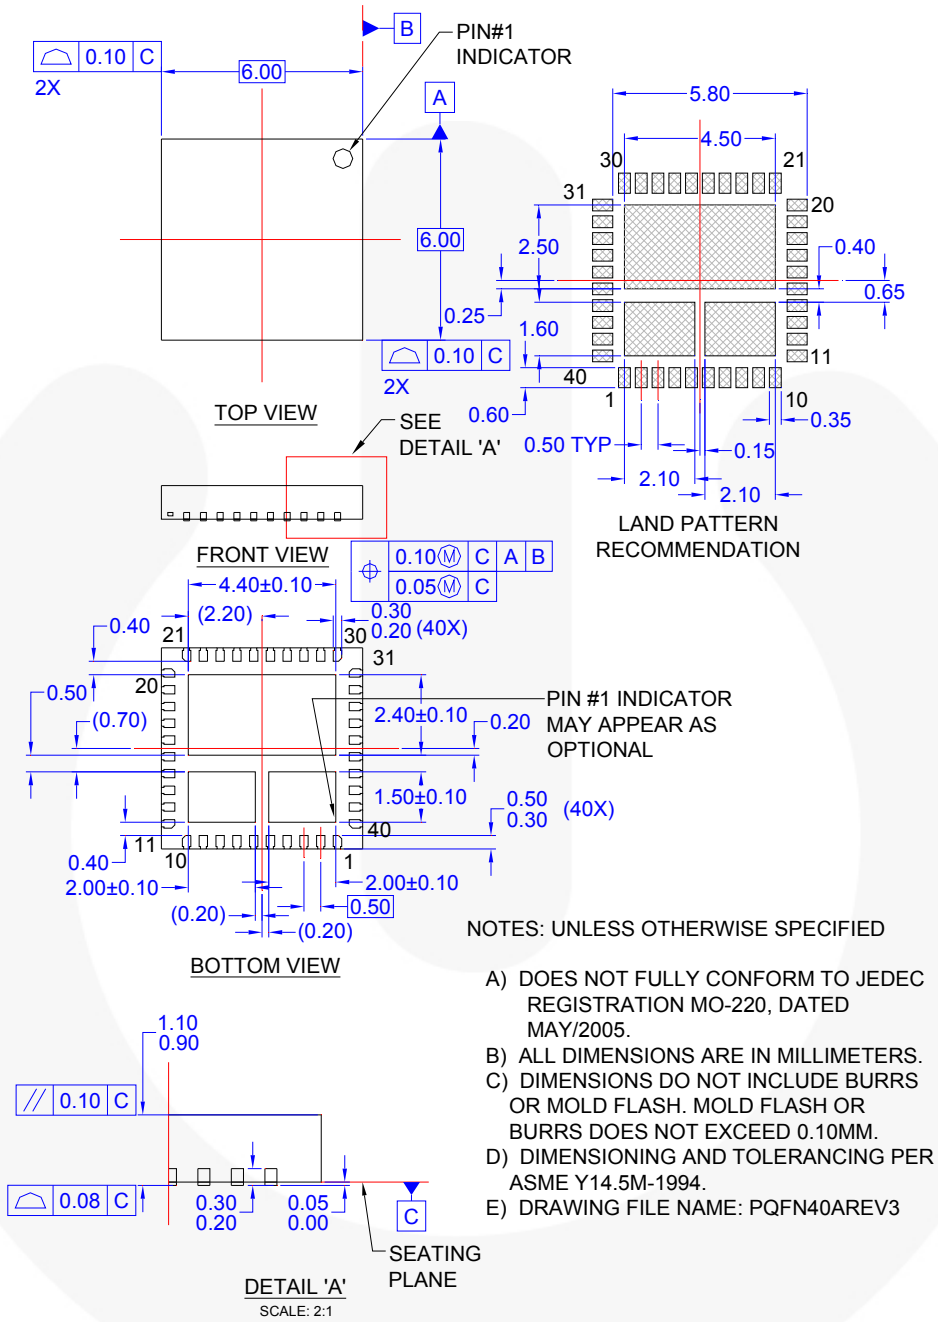 B
PIN#1
INDICATOR
0.10 C
2X
6.00
A
6.00
0.10 C
2X
TOP VIEW
5.80
4.50
30
21
31
20
2.50
0.40
0.65
0.25
1.60
11
40
1
10
0.60
0.35
0.50 TYP
0.15
2.10
2.10
LAND PATTERN
RECOMMENDATION
SEE
DETAIL 'A'
FRONT VIEW
0.10Ⓜ C A B
0.05Ⓜ C
4.40±0.10
(2.20)
0.30
0.20 (40X)
0.40
21
30
31
20
0.50
(0.70)
2.40±0.10
0.20
PIN #1 INDICATOR
MAY APPEAR AS
OPTIONAL
1.50±0.10
0.50
0.30 (40X)
40
11
10
1
0.40
2.00±0.10
2.00±0.10
0.50
(0.20)
(0.20)
BOTTOM VIEW
NOTES: UNLESS OTHERWISE SPECIFIED
A) DOES NOT FULLY CONFORM TO JEDEC
REGISTRATION MO-220, DATED
MAY/2005.
B) ALL DIMENSIONS ARE IN MILLIMETERS.
C) DIMENSIONS DO NOT INCLUDE BURRS
OR MOLD FLASH. MOLD FLASH OR
BURRS DOES NOT EXCEED 0.10MM.
D) DIMENSIONING AND TOLERANCING PER
ASME Y14.5M-1994.
E) DRAWING FILE NAME: PQFN40AREV3
1.10
0.90
// 0.10 C
0.08 C
0.30
0.20
0.05
0.00
C
SEATING
PLANE
DETAIL 'A'
SCALE: 2:1